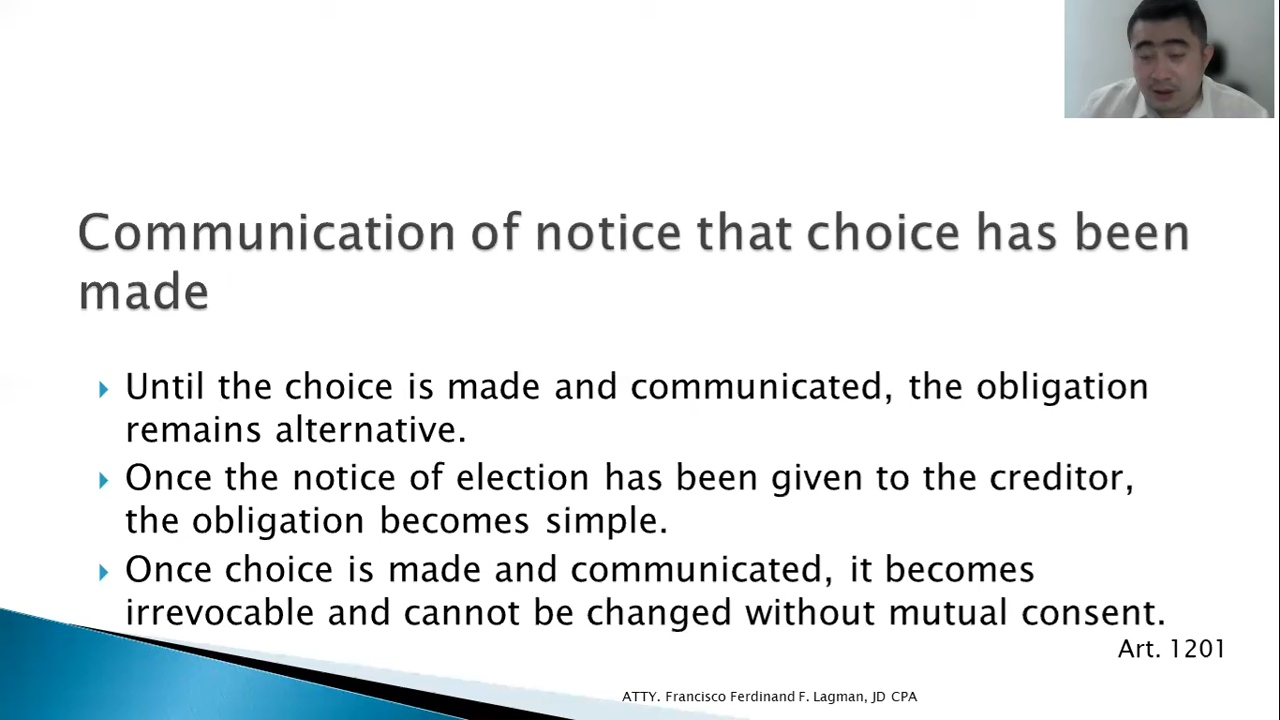 Communication of notice that choice has been
made
Until the choice is made and communicated, the obligation
remains alternative.
Once the notice of election has been given to the creditor,
the obligation becomes simple.
Once choice is made and communicated, it becomes
irrevocable and cannot be changed without mutual consent.
Art. 1201
ATTY. Francisco Ferdinand F. Lagman, JD CPA